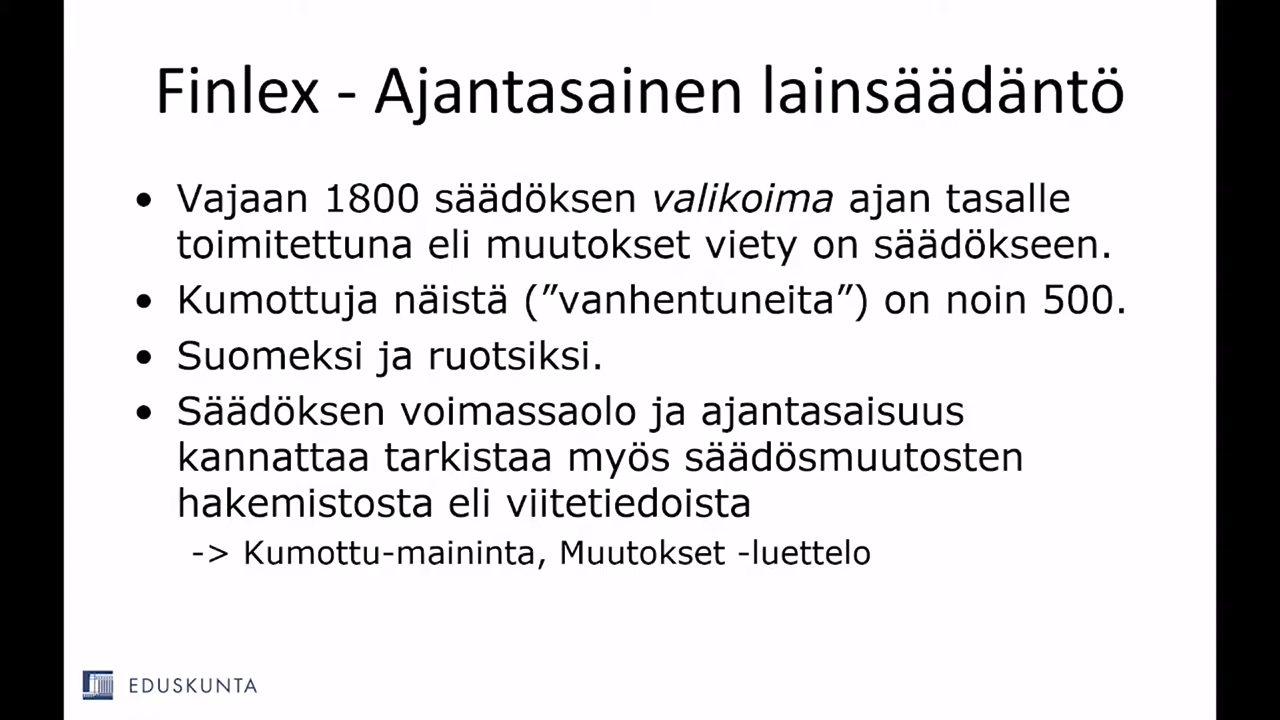 Finlex - Ajantasainen lainsäädäntö
• Vajaan 1800 säädöksen valikoima ajan tasalle
toimitettuna eli muutokset viety on säädökseen.
• Kumottuja näistä (”vanhentuneita”) on noin 500.
• Suomeksi ja ruotsiksi.
• Säädöksen voimassaolo ja ajantasaisuus
kannattaa tarkistaa myös säädösmuutosten
hakemistosta eli viitetiedoista
-> Kumottu-maininta, Muutokset -luettelo
EDUSKUNTA